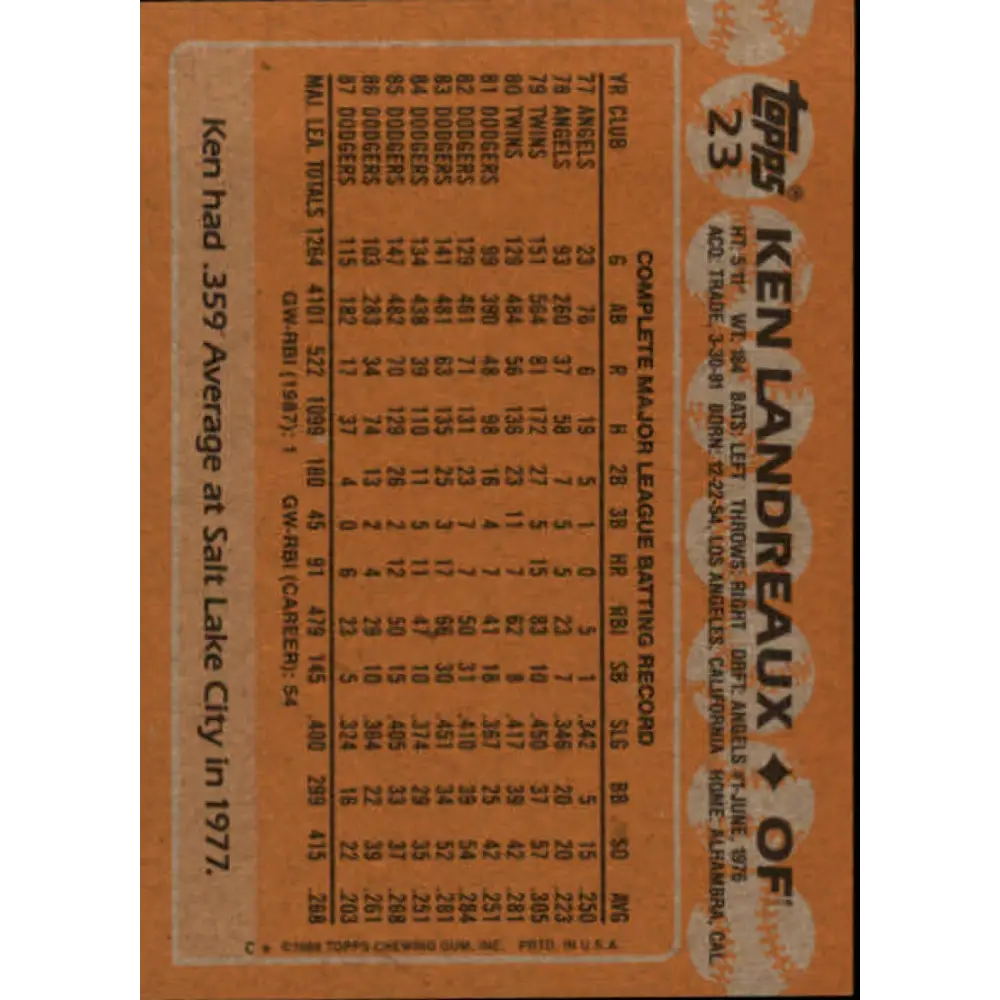 topps®
23
KEN LANDREAUX ♦ OF
HT: 5'11" WT: 184 BATS: LEFT THROWS: RIGHT DRFT: ANGELS #1-JUNE, 1976
ACQ: TRADE, 3-30-81 BORN: 12-22-54, LOS ANGELES, CALIFORNIA HOME: ALHAMBRA, CAL
COMPLETE MAJOR LEAGUE BATTING RECORD
YR CLUB G AB R H 2B 3B HR RBI SB SLG BB SO AVG
77 ANGELS 23 76 6 19 5 1 0 5 1 .342 5 15 .250
78 ANGELS 93 260 37 58 7 5 5 23 7 .346 20 20 .223
79 TWINS 151 564 81 172 27 5 15 83 10 .450 37 57 .305
80 TWINS 129 484 56 136 23 11 7 62 8 .417 39 42 .281
81 DODGERS 99 390 48 98 16 4 7 41 18 .367 25 42 .251
82 DODGERS 129 461 71 131 23 7 7 50 31 .410 39 54 .284
83 DODGERS 141 481 63 135 25 3 17 66 30 .451 34 52 .281
84 DODGERS 134 438 39 110 11 5 11 47 10 .374 29 35 .251
85 DODGERS 147 482 70 129 26 2 12 50 15 .405 33 37 .268
86 DODGERS 103 283 34 74 13 2 4 29 10 .364 22 39 .261
87 DODGERS 115 182 17 37 4 0 6 23 5 .324 16 22 .203
MAJ. LEA. TOTALS 1264 4101 522 1099 180 45 91 479 145 .400 299 415 .268
GW-RBI (1987): 1 GW-RBI (CAREER): 54
C * ©1988 TOPPS CHEWING GUM, INC. PRTD. IN U.S.A.
Ken had .359 Average at Salt Lake City in 1977.